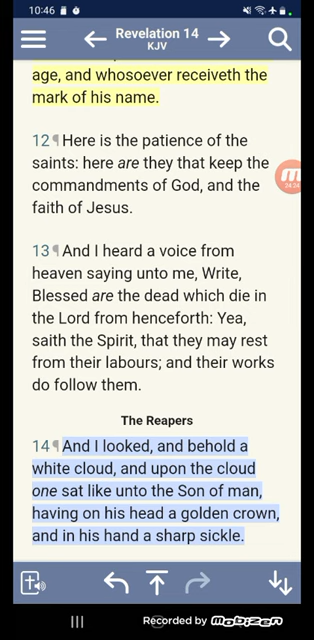 10:46
Revelation 14
KJV
age, and whosoever receiveth the
mark of his name.
12¶Here is the patience of the
saints: here are they that keep the
commandments of God, and the
faith of Jesus.
24:24
13¶And I heard a voice from
heaven saying unto me, Write,
Blessed are the dead which die in
the Lord from henceforth: Yea,
saith the Spirit, that they may rest
from their labours; and their works
do follow them.
The Reapers
14¶And I looked, and behold a
white cloud, and upon the cloud
one sat like unto the Son of man,
having on his head a golden crown,
and in his hand a sharp sickle.
Recorded by mobizen